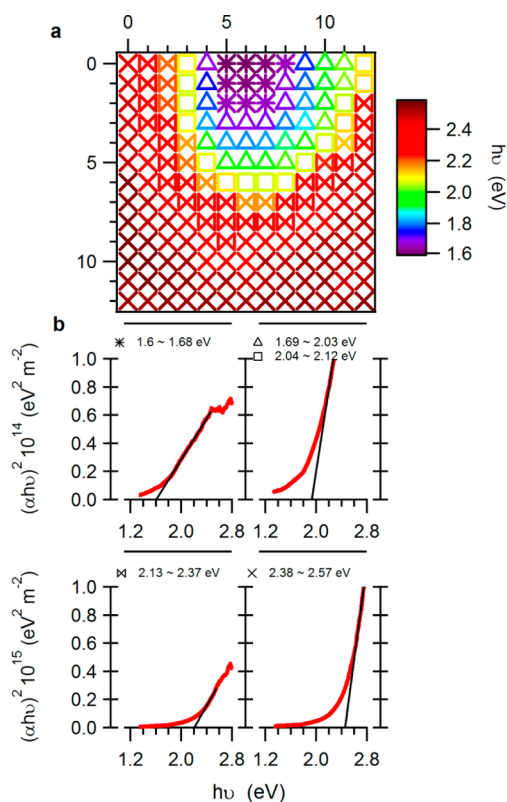 0 5 10
a
0
5
10
2.4
2.2
2.0
1.8
1.6
hυ (eV)
b
1.6 ~ 1.68 eV
1.69 ~ 2.03 eV
2.04 ~ 2.12 eV
(αhυ)² 10¹⁴ (eV² m⁻²)
1.0
0.8
0.6
0.4
0.2
0.0
1.2 2.0 2.8
1.2 2.0 2.8
2.13 ~ 2.37 eV
2.38 ~ 2.57 eV
(αhυ)² 10¹⁵ (eV² m⁻²)
1.0
0.8
0.6
0.4
0.2
0.0
1.2 2.0 2.8
1.2 2.0 2.8
hυ (eV)